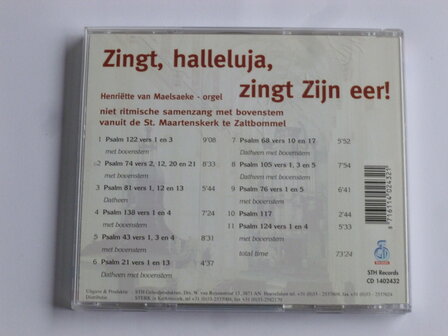 Zingt, halleluja,
zingt Zijn eer!
Henriëtte van Maelsaeke - orgel
niet ritmische samenzang met bovenstem
vanuit de St. Maartenskerk te Zaltbommel
1 Psalm 122 vers 1 en 3 9'08
met bovenstem
2 Psalm 74 vers 2, 12, 20 en 21 8'33
met bovenstem
3 Psalm 81 vers 1, 12 en 13 5'44
Datheen
4 Psalm 138 vers 1 en 4 7'24
met bovenstem
5 Psalm 43 vers 1, 3 en 4 8'31
met bovenstem
6 Psalm 21 vers 1 en 13 4'37
Datheen met bovenstem
7 Psalm 68 vers 10 en 17 5'52
Datheen met bovenstem
8 Psalm 105 vers 1, 3 en 5 7'54
Datheen met bovenstem
9 Psalm 76 vers 1 en 5 6'41
met bovenstem
10 Psalm 117 2'44
11 Psalm 124 vers 1 en 4 5'33
met bovenstem
total time 73'24
STH Records
CD 1402432
Uitgave & Produktie
Distributie